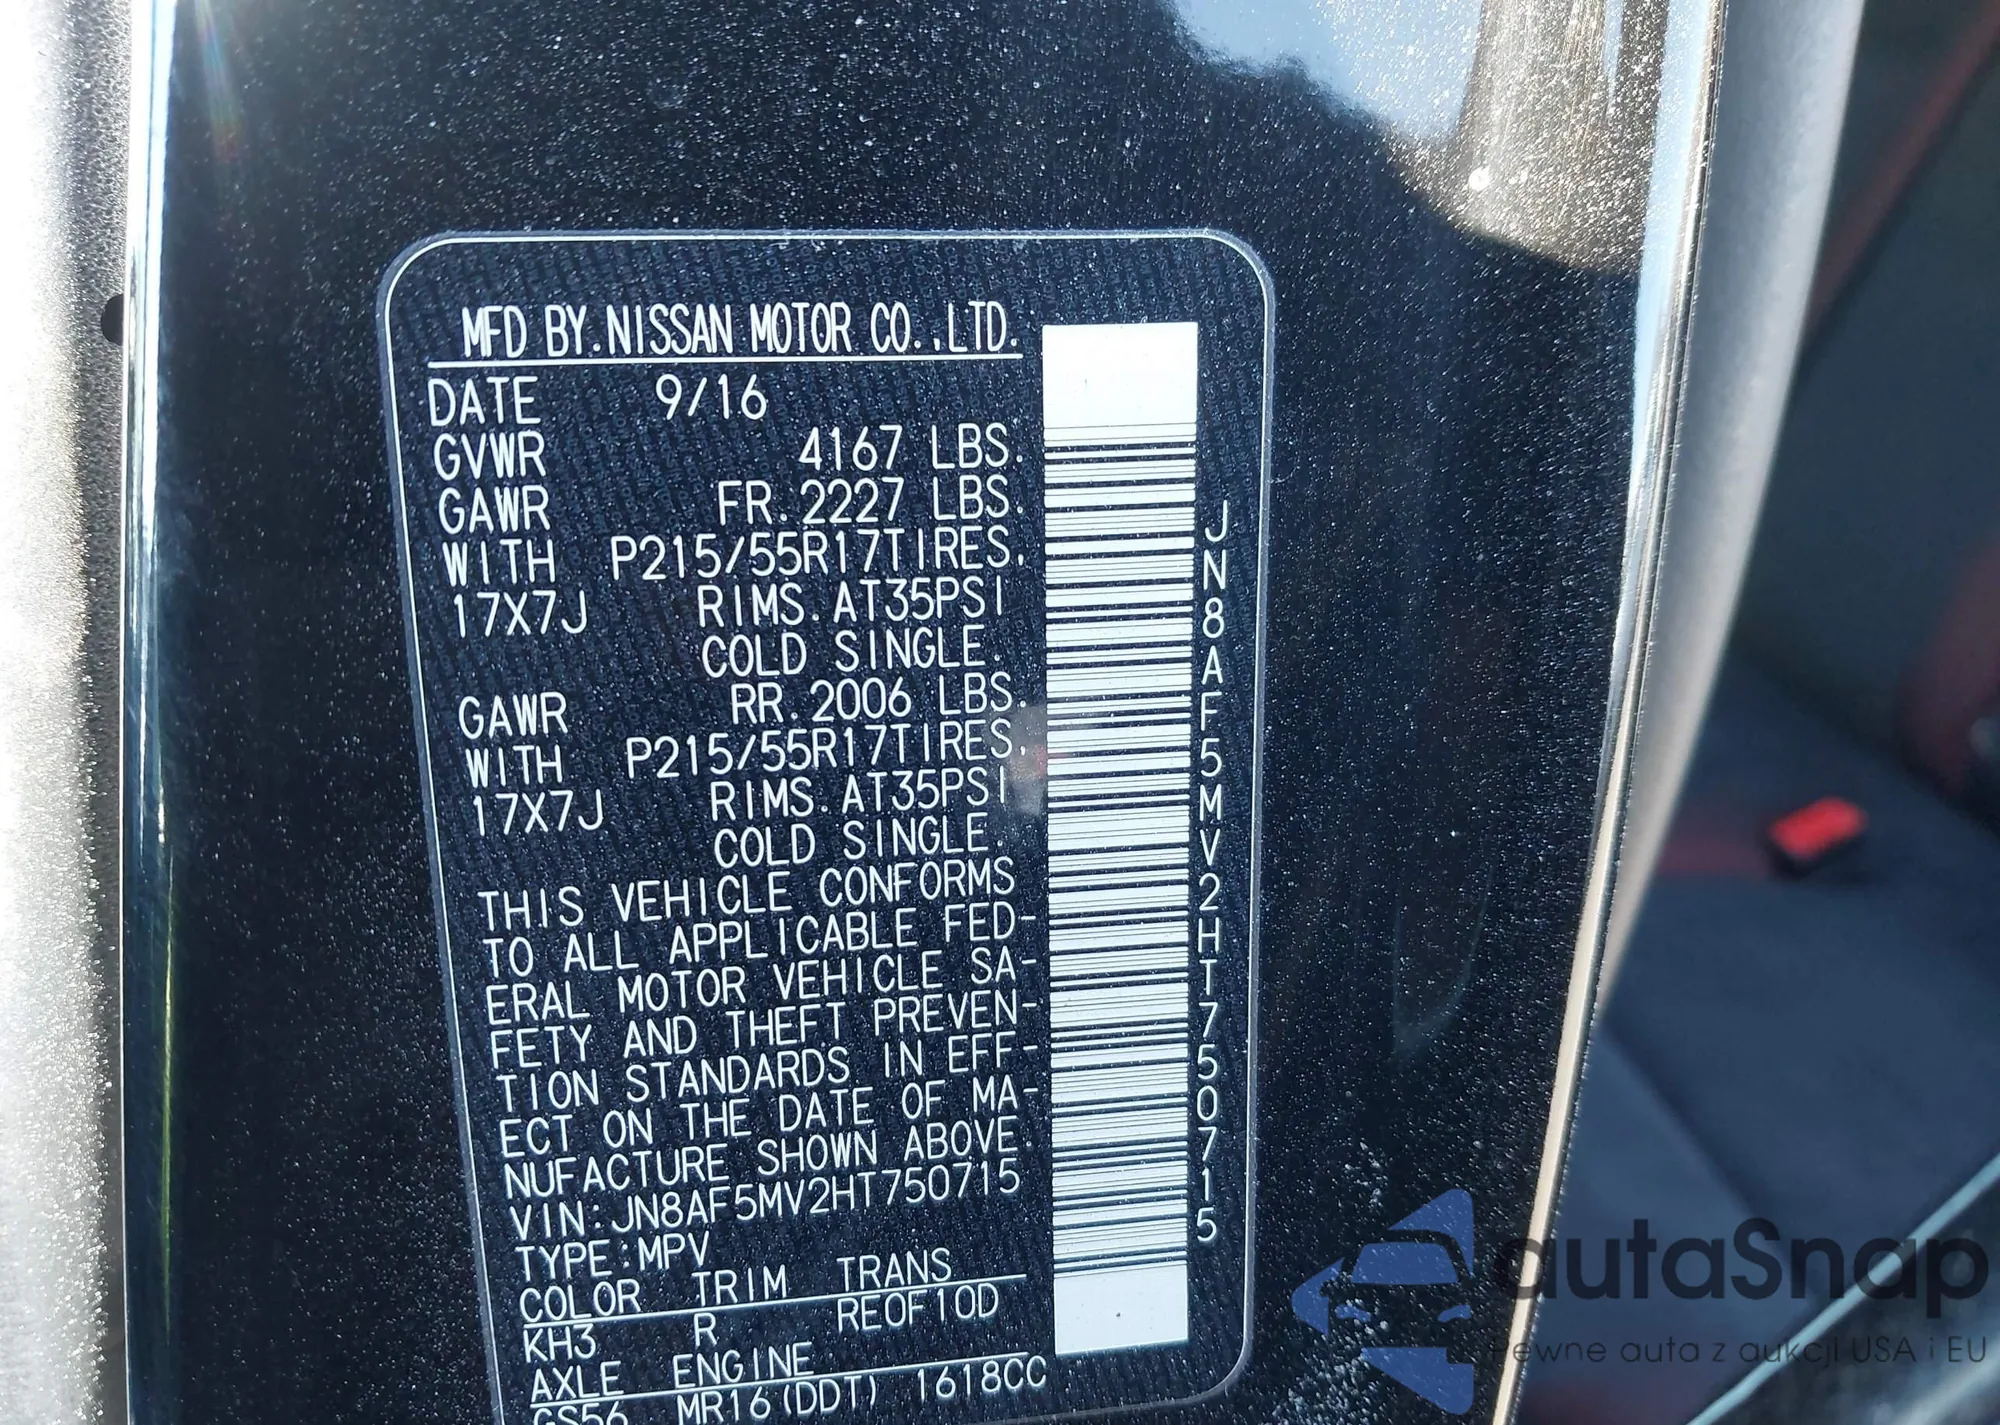 MFD BY.NISSAN MOTOR CO.,LTD.
DATE 9/16
GVWR 4167 LBS.
GAWR FR.2227 LBS.
WITH P215/55R17TIRES,
17X7J RIMS.AT35PSI
COLD SINGLE.
GAWR RR.2006 LBS.
WITH P215/55R17TIRES,
17X7J RIMS.AT35PSI
COLD SINGLE.
THIS VEHICLE CONFORMS
TO ALL APPLICABLE FED-
ERAL MOTOR VEHICLE SA-
FETY AND THEFT PREVEN-
TION STANDARDS IN EFF-
ECT ON THE DATE OF MA-
NUFACTURE SHOWN ABOVE.
VIN:JN8AF5MV2HT750715
TYPE:MPV
COLOR TRIM TRANS
KH3 R REOF10D
AXLE ENGINE
GS56 MR16(DDT) 1618CC
JN8AF5MV2HT750715
autaSnap
Pewne auta z aukcji USA i EU